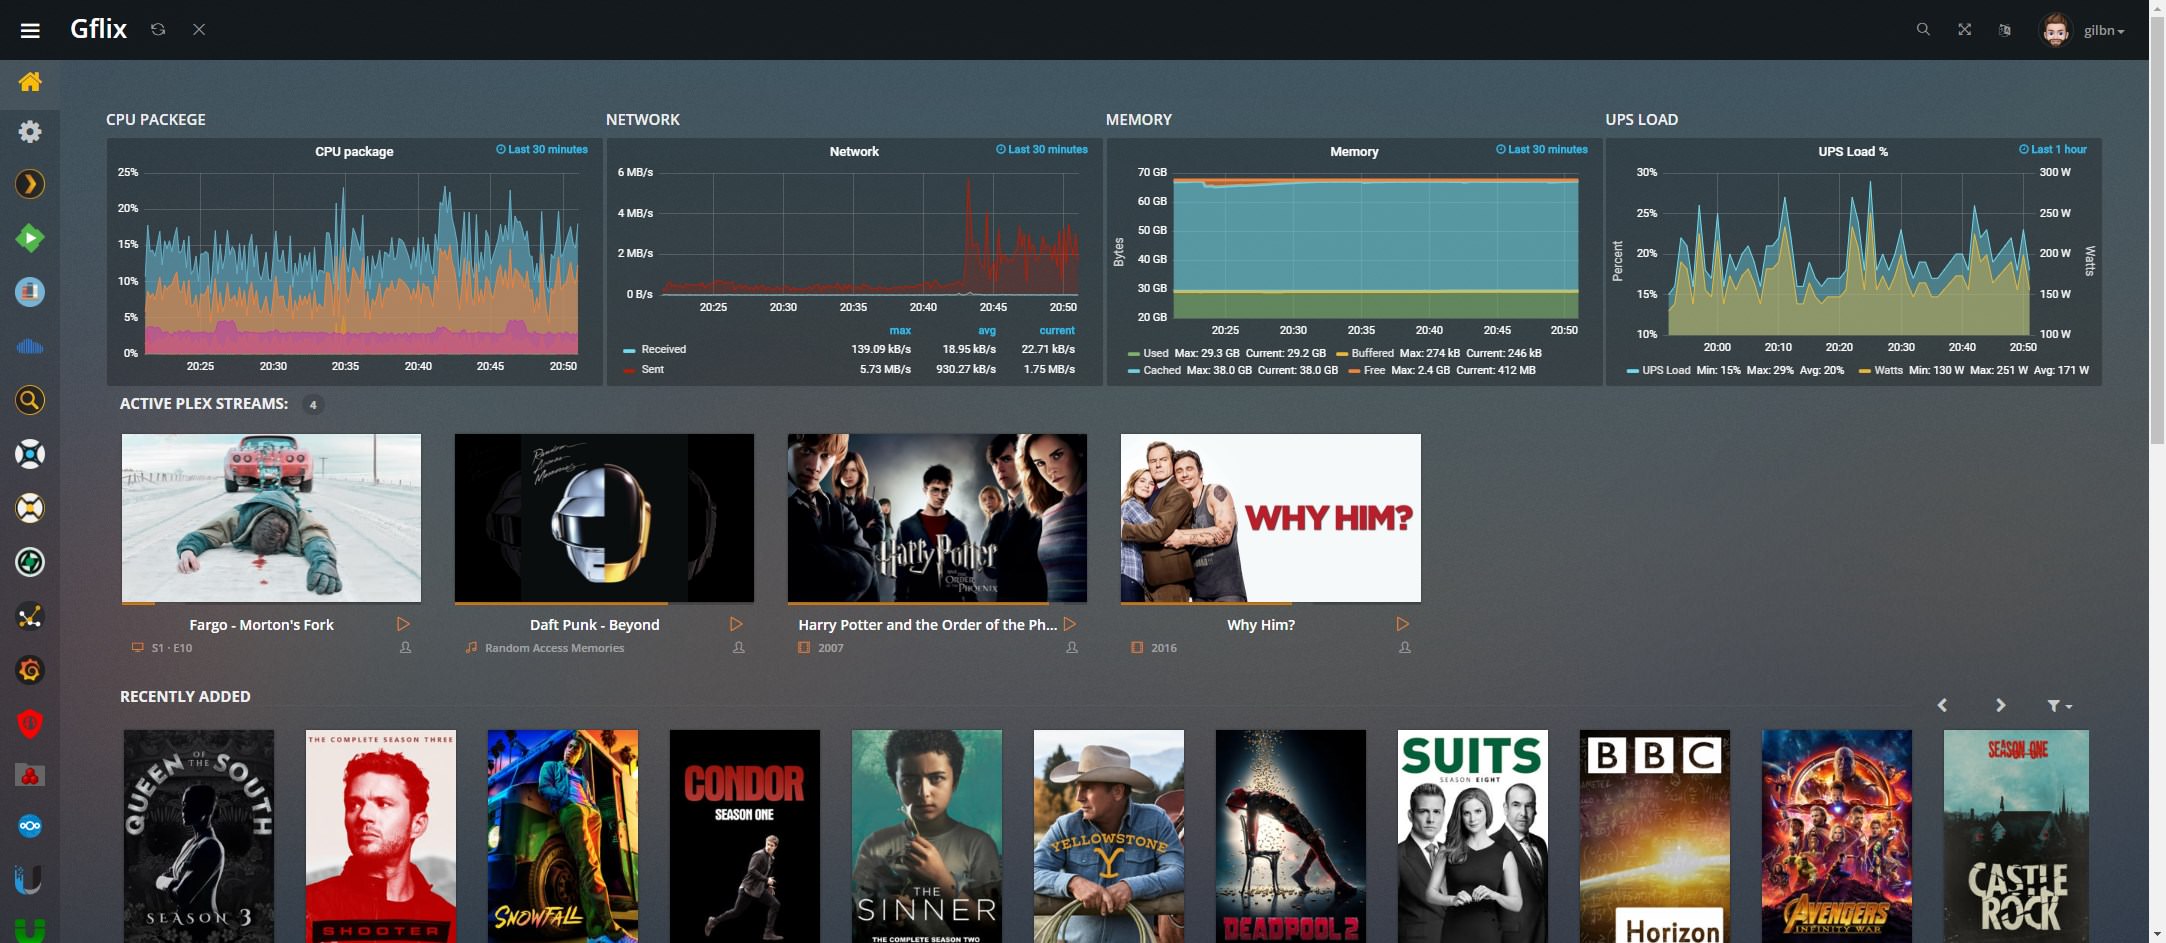 Gflix
gilbn
CPU PACKEGE
NETWORK
MEMORY
UPS LOAD
CPU package
Last 30 minutes
25%
20%
15%
10%
5%
0%
20:25 20:30 20:35 20:40 20:45 20:50
Network
Last 30 minutes
6 MB/s
4 MB/s
2 MB/s
0 B/s
20:25 20:30 20:35 20:40 20:45 20:50
max avg current
Received 139.09 kB/s 18.95 kB/s 22.71 kB/s
Sent 5.73 MB/s 930.27 kB/s 1.75 MB/s
Memory
Last 30 minutes
Bytes
70 GB
60 GB
50 GB
40 GB
30 GB
20 GB
20:25 20:30 20:35 20:40 20:45 20:50
Used Max: 29.3 GB Current: 29.2 GB Buffered Max: 274 kB Current: 246 kB
Cached Max: 38.0 GB Current: 38.0 GB Free Max: 2.4 GB Current: 412 MB
UPS Load %
Last 1 hour
Percent
Watts
30% 300 W
25% 250 W
20% 200 W
15% 150 W
10% 100 W
20:00 20:10 20:20 20:30 20:40 20:50
UPS Load Min: 15% Max: 29% Avg: 20% Watts Min: 130 W Max: 251 W Avg: 171 W
ACTIVE PLEX STREAMS: 4
Random
Access
Memories
Harry Potter
AND THE
ORDER OF THE PHOENIX
WHY HIM?
Fargo - Morton's Fork
S1 · E10
Daft Punk - Beyond
Random Access Memories
Harry Potter and the Order of the Ph...
2007
Why Him?
2016
RECENTLY ADDED
QUEEN OF THE SOUTH
SEASON 3
THE COMPLETE SEASON THREE
SHOOTER
SNOWFALL
CONDOR
SEASON ONE
THE
SINNER
THE COMPLETE SEASON TWO
YELLOWSTONE
Y
DEADPOOL 2
SUITS
SEASON EIGHT
BBC
Horizon
AVENGERS
INFINITY WAR
SEASON ONE
CASTLE
ROCK